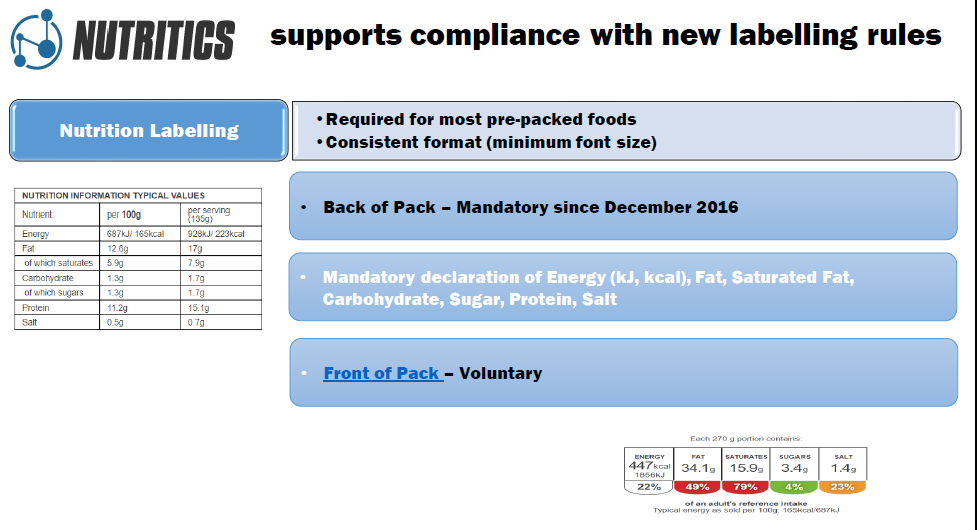 NUTRITICS supports compliance with new labelling rules
Nutrition Labelling
• Required for most pre-packed foods
• Consistent format (minimum font size)
NUTRITION INFORMATION TYPICAL VALUES
Nutrient: per 100g per serving (135g)
Energy 687kJ/ 165kcal 928kJ/ 223kcal
Fat 12.6g 17g
of which saturates 5.9g 7.9g
Carbohydrate 1.3g 1.7g
of which sugars 1.3g 1.7g
Protein 11.2g 15.1g
Salt 0.5g 0.7g
• Back of Pack – Mandatory since December 2016
• Mandatory declaration of Energy (kJ, kcal), Fat, Saturated Fat,
Carbohydrate, Sugar, Protein, Salt
• Front of Pack – Voluntary
Each 270 g portion contains:
ENERGY FAT SATURATES SUGARS SALT
447kcal 34.1g 15.9g 3.4g 1.4g
1856kJ
22% 49% 79% 4% 23%
of an adult's reference intake
Typical energy as sold per 100g: 165kcal/687kJ